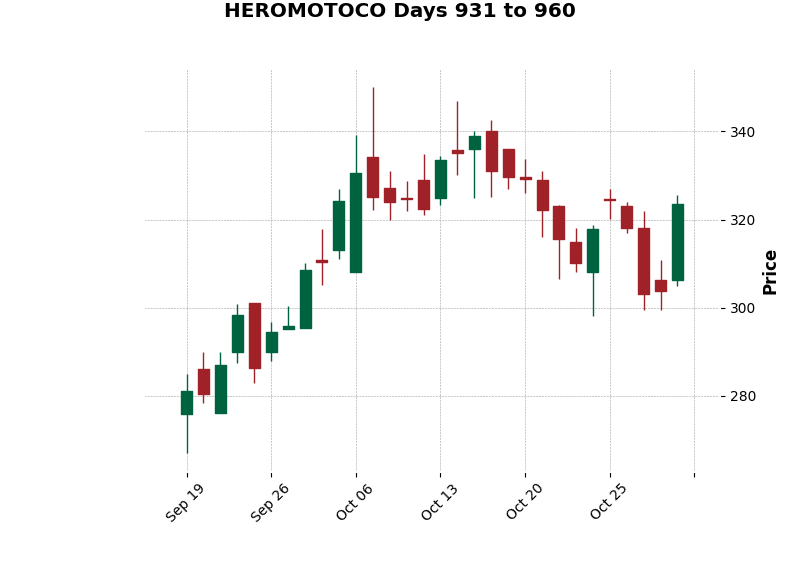 HEROMOTOCO Days 931 to 960
340
320
300
280
Price
Sep 19
Sep 26
Oct 06
Oct 13
Oct 20
Oct 25